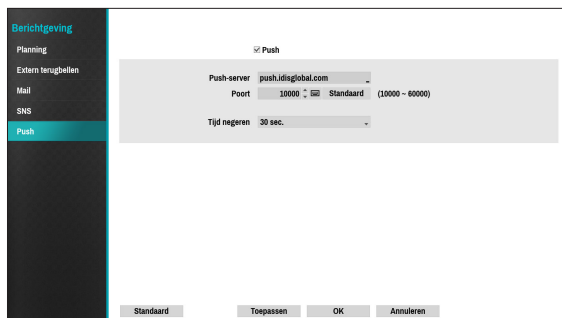 Berichtgeving
Planning
Extern terugbellen
Mail
SNS
Push
Push
Push-server push.idisglobal.com
Poort 10000 Standaard (10000 ~ 60000)
Tijd negeren 30 sec.
Standaard Toepassen OK Annuleren